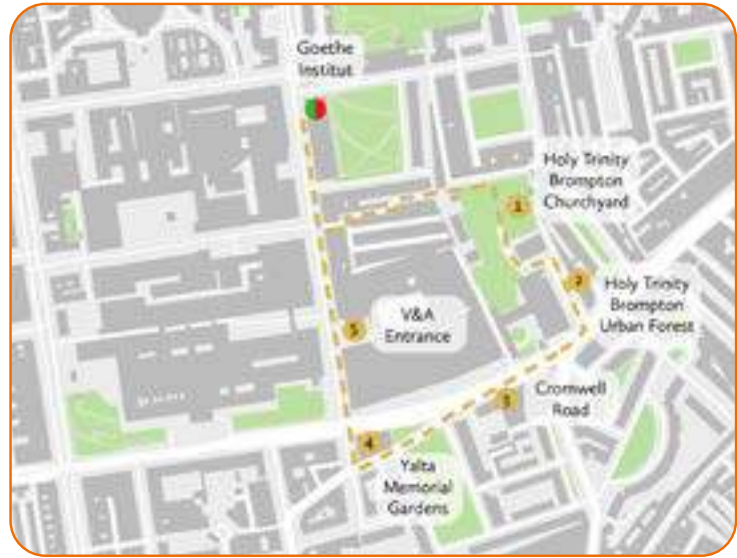 Goethe
Institut
Holy Trinity
Brompton
Churchyard
1
2
Holy Trinity
Brompton
Urban Forest
V&A
Entrance
5
Cromwell
Road
3
4
Yalta
Memorial
Gardens